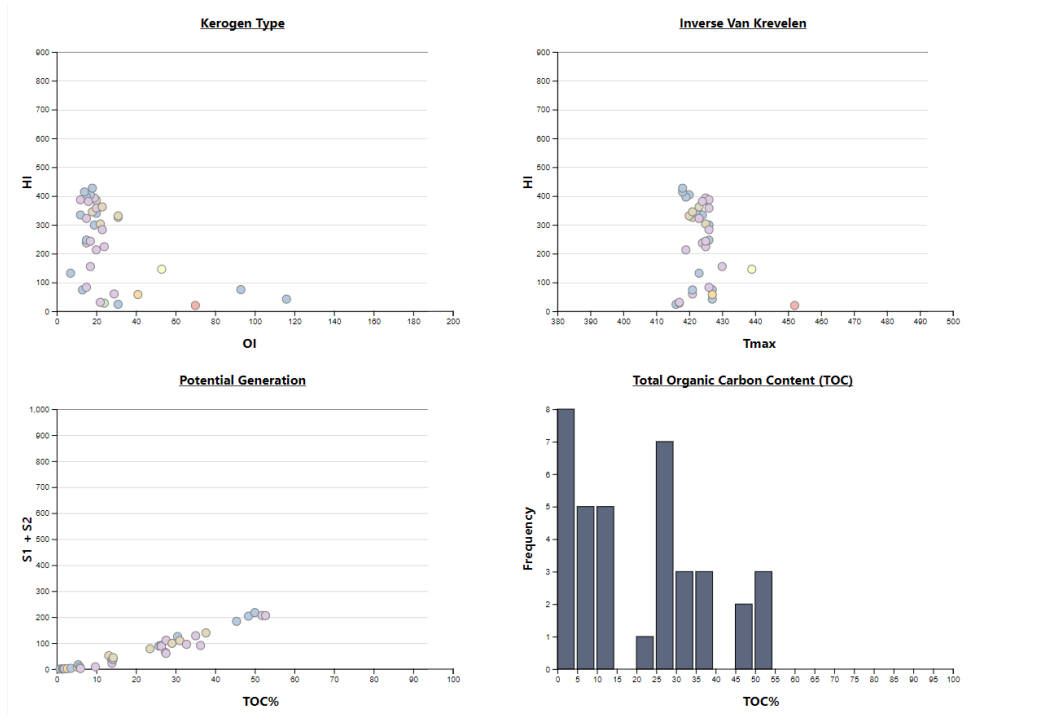 Kerogen Type
900
800
700
600
500
400
300
200
100
0
HI
0 20 40 60 80 100 120 140 160 180 200
OI
Inverse Van Krevelen
900
800
700
600
500
400
300
200
100
0
HI
380 390 400 410 420 430 440 450 460 470 480 490 500
Tmax
Potential Generation
1,000
900
800
700
600
500
400
300
200
100
0
S1 + S2
0 10 20 30 40 50 60 70 80 90 100
TOC%
Total Organic Carbon Content (TOC)
8
7
6
5
4
3
2
1
0
Frequency
0 5 10 15 20 25 30 35 40 45 50 55 60 65 70 75 80 85 90 95 100
TOC%